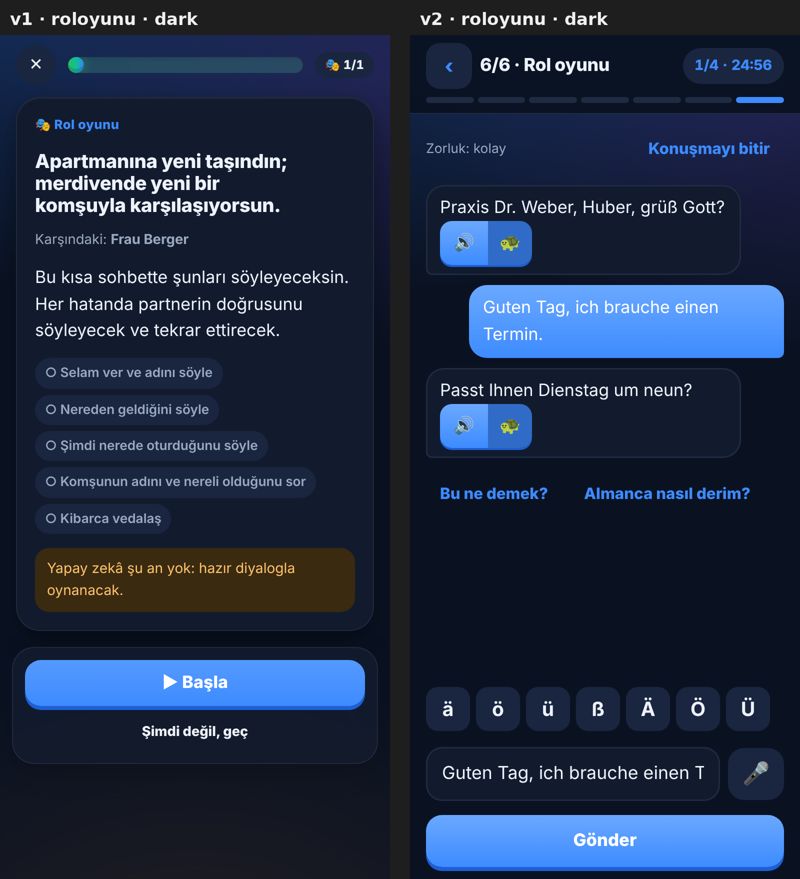 v1 · roloyunu · dark
✕
🎭 1/1
🎭 Rol oyunu
Apartmanına yeni taşındın;
merdivende yeni bir
komşuyla karşılaşıyorsun.
Karşındaki: Frau Berger
Bu kısa sohbette şunları söyleyeceksin.
Her hatanda partnerin doğrusunu
söyleyecek ve tekrar ettirecek.
○ Selam ver ve adını söyle
○ Nereden geldiğini söyle
○ Şimdi nerede oturduğunu söyle
○ Komşunun adını ve nereli olduğunu sor
○ Kibarca vedalaş
Yapay zekâ şu an yok: hazır diyalogla
oynanacak.
▶ Başla
Şimdi değil, geç
v2 · roloyunu · dark
‹ 6/6 · Rol oyunu
1/4 · 24:56
Zorluk: kolay
Konuşmayı bitir
Praxis Dr. Weber, Huber, grüß Gott?
Guten Tag, ich brauche einen
Termin.
Passt Ihnen Dienstag um neun?
Bu ne demek?
Almanca nasıl derim?
ä ö ü ß Ä Ö Ü
Guten Tag, ich brauche einen T
Gönder